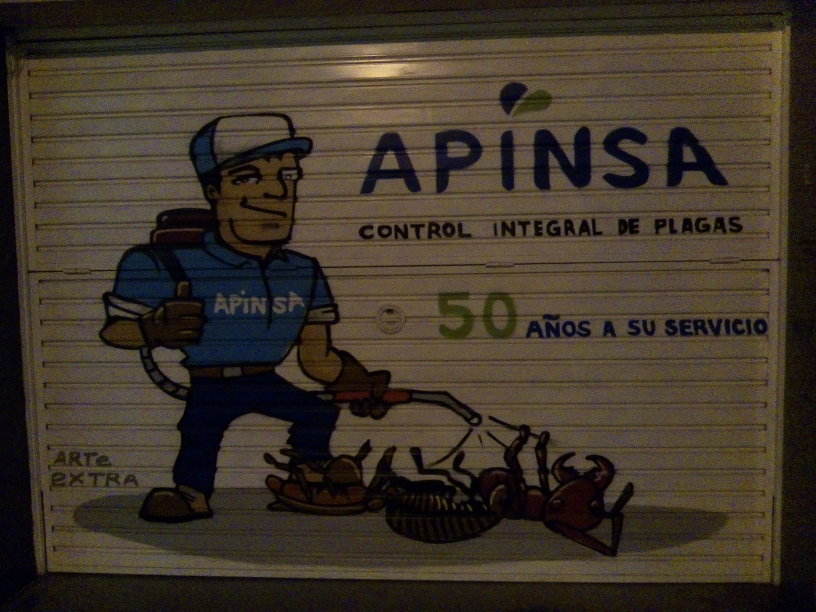 APINSA
CONTROL INTEGRAL DE PLAGAS
APINSA
50 AÑOS A SU SERVICIO
ARTE
EXTRA